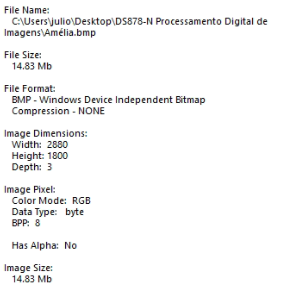 File Name:
C:\Users\julio\Desktop\DS878-N Processamento Digital de
Imagens\Amélia.bmp
File Size:
14.83 Mb
File Format:
BMP - Windows Device Independent Bitmap
Compression - NONE
Image Dimensions:
Width: 2880
Height: 1800
Depth: 3
Image Pixel:
Color Mode: RGB
Data Type: byte
BPP: 8
Has Alpha: No
Image Size:
14.83 Mb